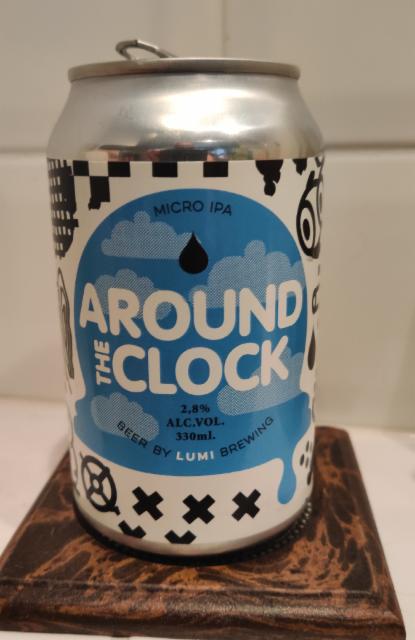 MICRO IPA
AROUND
THE
CLOCK
2,8%
ALC.VOL.
330ml.
BEER BY LUMI BREWING